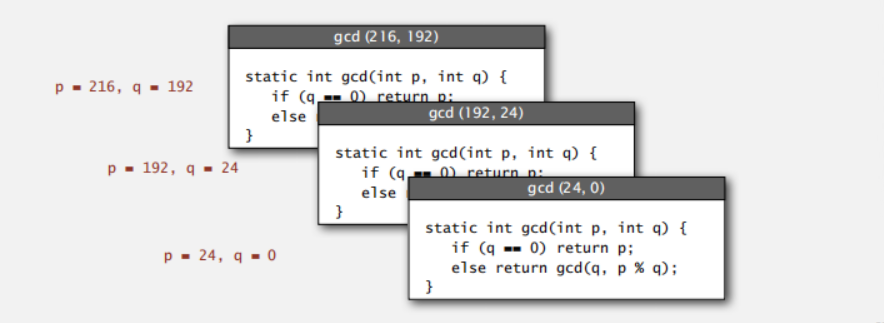 gcd (216, 192)
p = 216, q = 192
static int gcd(int p, int q) {
if (q == 0) return p;
else
}
gcd (192, 24)
p = 192, q = 24
static int gcd(int p, int q) {
if (q == 0) return p;
else
}
gcd (24, 0)
p = 24, q = 0
static int gcd(int p, int q) {
if (q == 0) return p;
else return gcd(q, p % q);
}